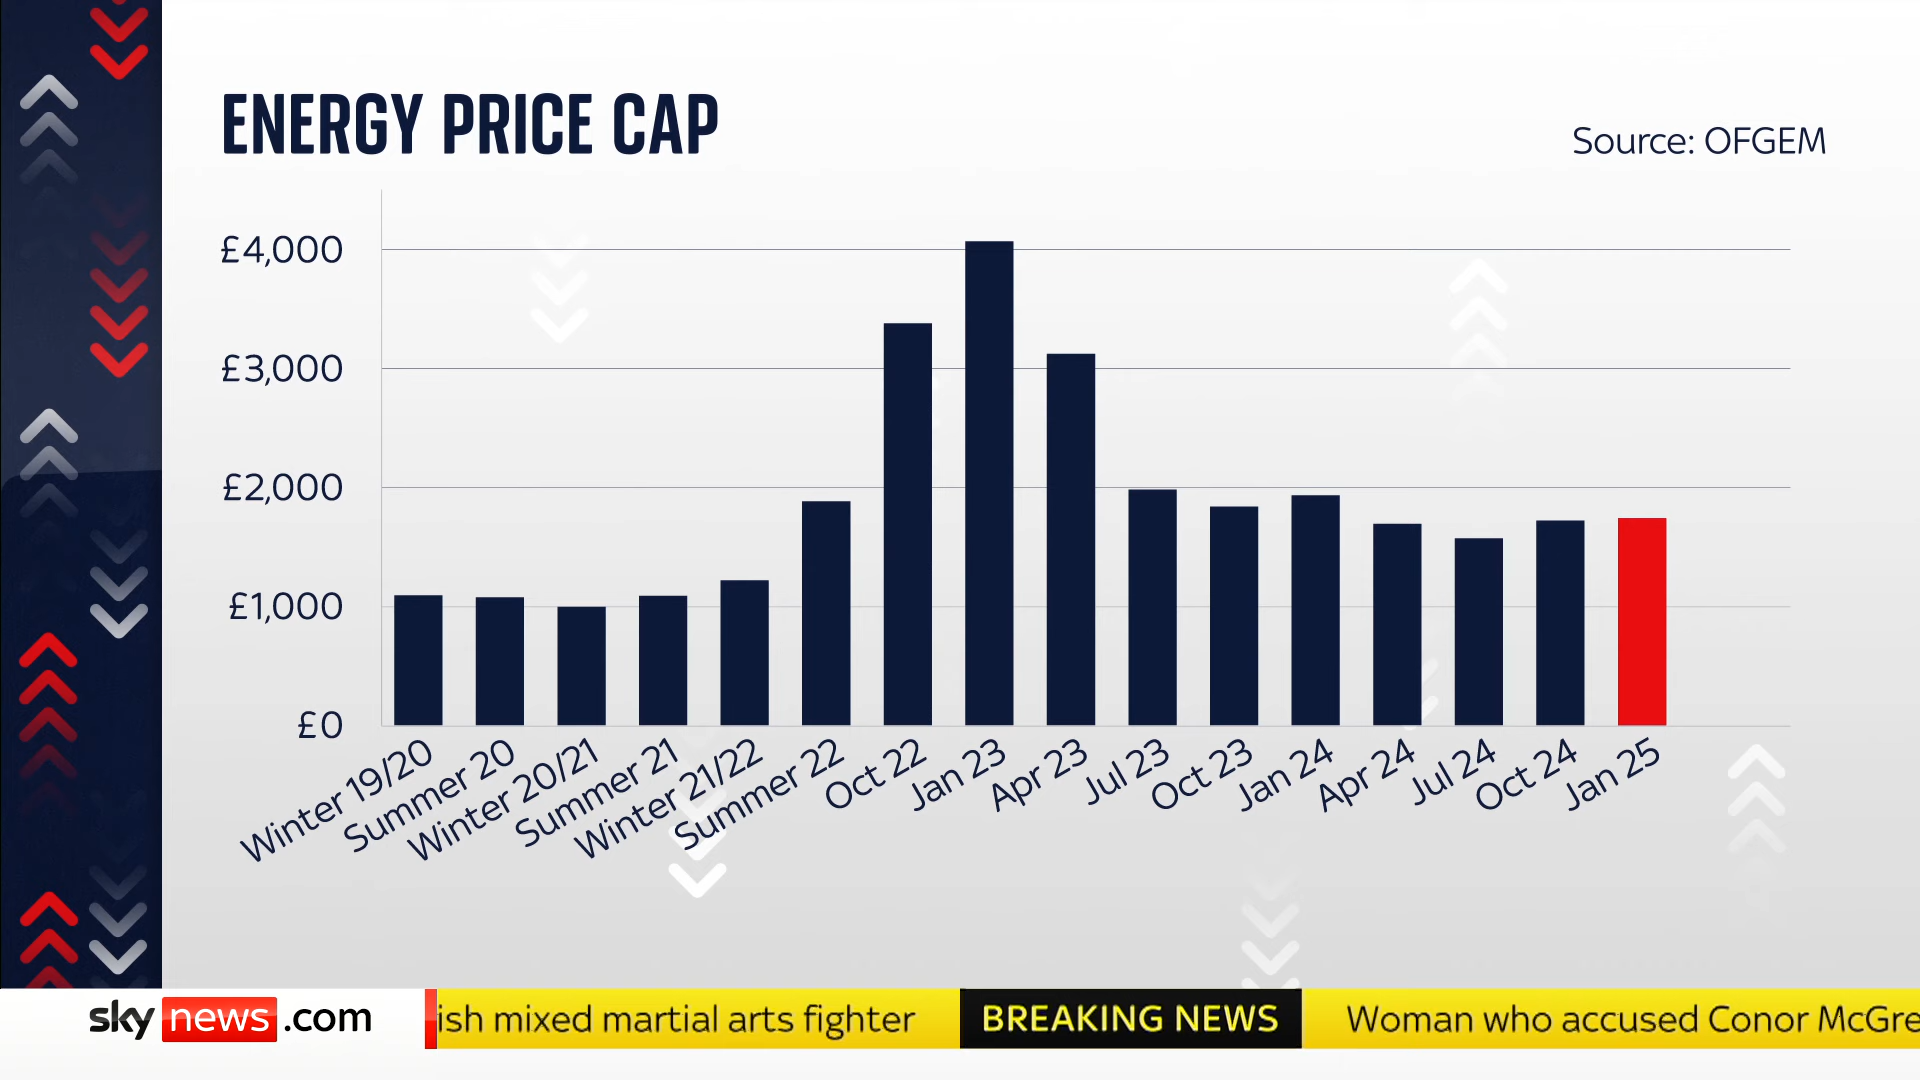 ENERGY PRICE CAP
Source: OFGEM
£4,000
£3,000
£2,000
£1,000
£0
Winter 19/20
Summer 20
Winter 20/21
Summer 21
Winter 21/22
Summer 22
Oct 22
Jan 23
Apr 23
Jul 23
Oct 23
Jan 24
Apr 24
Jul 24
Oct 24
Jan 25
sky news .com
ish mixed martial arts fighter BREAKING NEWS Woman who accused Conor McGre